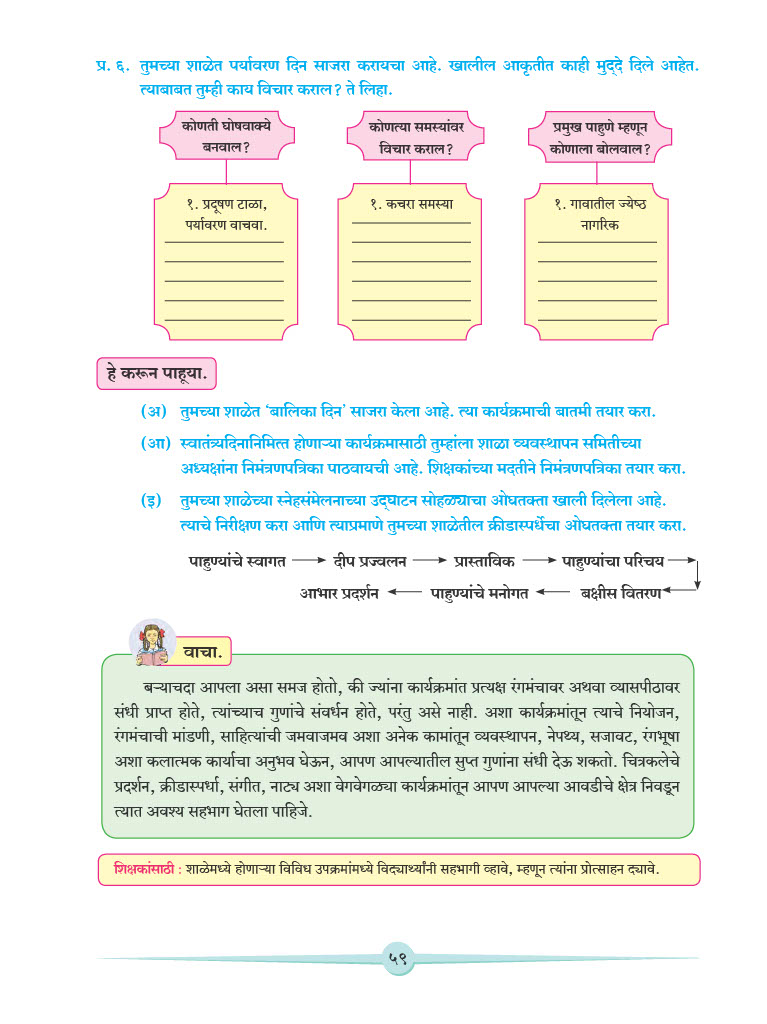 प्र. ६. तुमच्या शाळेत पर्यावरण दिन साजरा करायचा आहे. खालील आकृतीत काही मुद्दे दिले आहेत.
त्याबाबत तुम्ही काय विचार कराल? ते लिहा.
कोणती घोषवाक्ये
बनवाल?
१. प्रदूषण टाळा,
पर्यावरण वाचवा.
कोणत्या समस्यांवर
विचार कराल?
१. कचरा समस्या
प्रमुख पाहुणे म्हणून
कोणाला बोलवाल?
१. गावातील ज्येष्ठ
नागरिक
हे करून पाहूया.
(अ) तुमच्या शाळेत ‘बालिका दिन’ साजरा केला आहे. त्या कार्यक्रमाची बातमी तयार करा.
(आ) स्वातंत्र्यदिनानिमित्त होणाऱ्या कार्यक्रमासाठी तुम्हांला शाळा व्यवस्थापन समितीच्या
अध्यक्षांना निमंत्रणपत्रिका पाठवायची आहे. शिक्षकांच्या मदतीने निमंत्रणपत्रिका तयार करा.
(इ) तुमच्या शाळेच्या स्नेहसंमेलनाच्या उद्‌घाटन सोहळ्याचा ओघतक्ता खाली दिलेला आहे.
त्याचे निरीक्षण करा आणि त्याप्रमाणे तुमच्या शाळेतील क्रीडास्पर्धेचा ओघतक्ता तयार करा.
पाहुण्यांचे स्वागत → दीप प्रज्वलन → प्रास्ताविक → पाहुण्यांचा परिचय →
आभार प्रदर्शन ← पाहुण्यांचे मनोगत ← बक्षीस वितरण ←
वाचा.
बऱ्याचदा आपला असा समज होतो, की ज्यांना कार्यक्रमांत प्रत्यक्ष रंगमंचावर अथवा व्यासपीठावर
संधी प्राप्त होते, त्यांच्याच गुणांचे संवर्धन होते, परंतु असे नाही. अशा कार्यक्रमांतून त्याचे नियोजन,
रंगमंचाची मांडणी, साहित्यांची जमवाजमव अशा अनेक कामांतून व्यवस्थापन, नेपथ्य, सजावट, रंगभूषा
अशा कलात्मक कार्याचा अनुभव घेऊन, आपण आपल्यातील सुप्त गुणांना संधी देऊ शकतो. चित्रकलेचे
प्रदर्शन, क्रीडास्पर्धा, संगीत, नाट्य अशा वेगवेगळ्या कार्यक्रमांतून आपण आपल्या आवडीचे क्षेत्र निवडून
त्यात अवश्य सहभाग घेतला पाहिजे.
शिक्षकांसाठी : शाळेमध्ये होणाऱ्या विविध उपक्रमांमध्ये विद्यार्थ्यांनी सहभागी व्हावे, म्हणून त्यांना प्रोत्साहन द्यावे.
५९